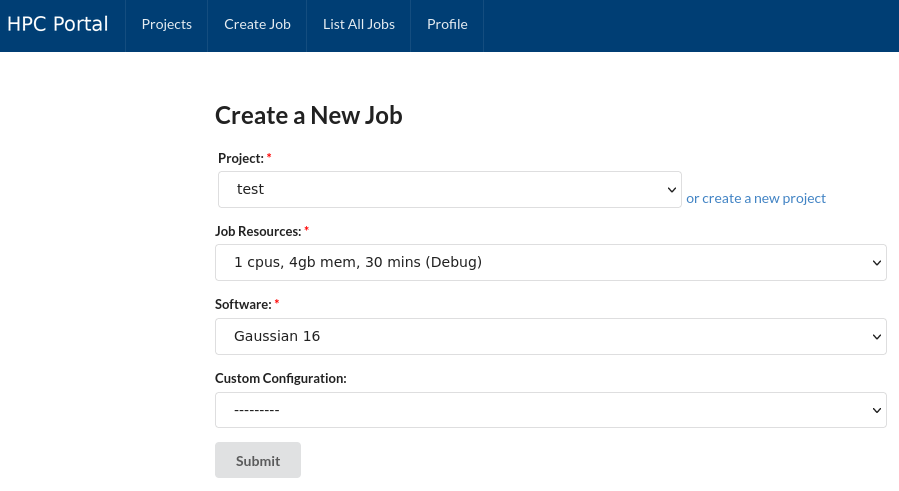 HPC Portal Projects Create Job List All Jobs Profile
Create a New Job
Project: *
test
or create a new project
Job Resources: *
1 cpus, 4gb mem, 30 mins (Debug)
Software: *
Gaussian 16
Custom Configuration:
---------
Submit